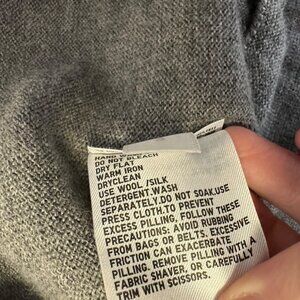 HAND
DO NOT BLEACH
DRY FLAT
WARM IRON
DRYCLEAN
USE WOOL /SILK
DETERGENT.WASH
SEPARATELY.DO NOT SOAK.USE
PRESS CLOTH.TO PREVENT
EXCESS PILLING, FOLLOW THESE
PRECAUTIONS: AVOID RUBBING
FROM BAGS OR BELTS. EXCESSIVE
FRICTION CAN EXACERBATE
PILLING. REMOVE PILLING WITH A
FABRIC SHAVER, OR CAREFULLY
TRIM WITH SCISSORS.